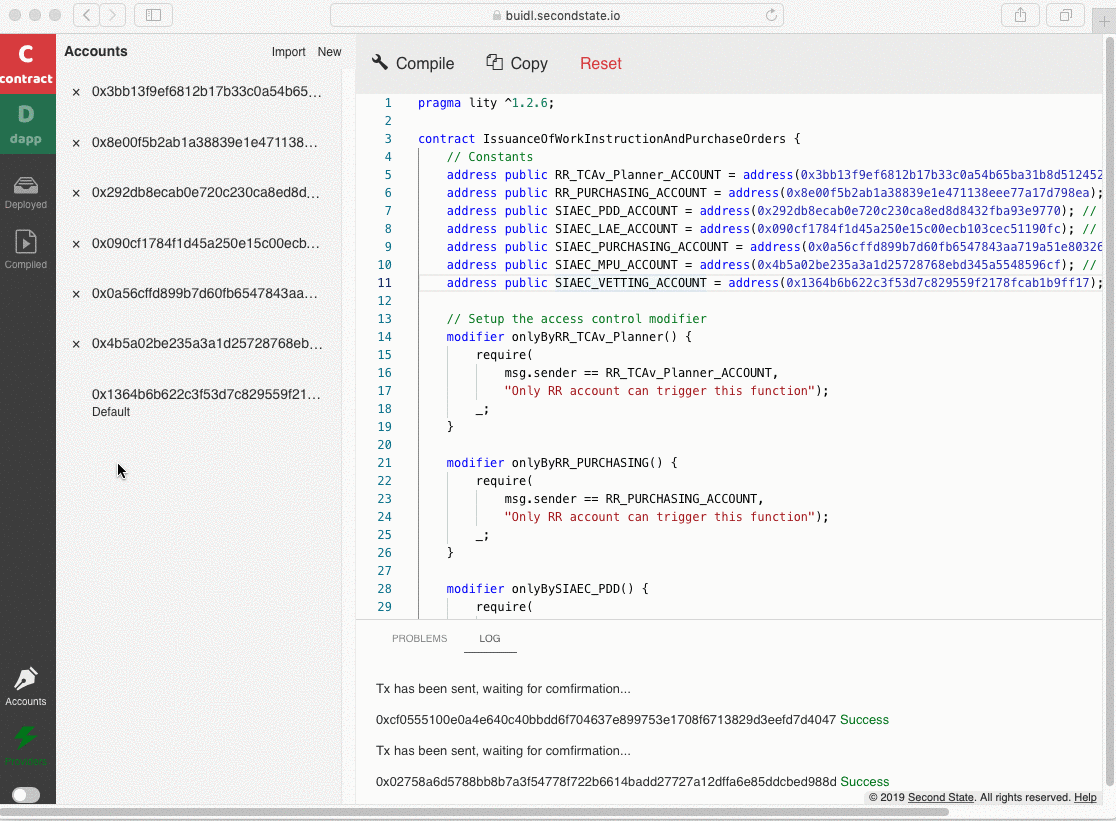 buidl.secondstate.io
C
contract
D
dapp
Deployed
Compiled
Accounts
Providers
Accounts Import New
× 0x3bb13f9ef6812b17b33c0a54b65...
× 0x8e00f5b2ab1a38839e1e471138...
× 0x292db8ecab0e720c230ca8ed8d...
× 0x090cf1784f1d45a250e15c00ecb...
× 0x0a56cffd899b7d60fb6547843aa...
× 0x4b5a02be235a3a1d25728768eb...
0x1364b6b622c3f53d7c829559f21...
Default
Compile Copy Reset
1 pragma lity ^1.2.6;
2
3 contract IssuanceOfWorkInstructionAndPurchaseOrders {
4 // Constants
5 address public RR_TCAv_Planner_ACCOUNT = address(0x3bb13f9ef6812b17b33c0a54b65ba31b8d512452
6 address public RR_PURCHASING_ACCOUNT = address(0x8e00f5b2ab1a38839e1e471138eee77a17d798ea);
7 address public SIAEC_PDD_ACCOUNT = address(0x292db8ecab0e720c230ca8ed8d8432fba93e9770); //
8 address public SIAEC_LAE_ACCOUNT = address(0x090cf1784f1d45a250e15c00ecb103cec51190fc); //
9 address public SIAEC_PURCHASING_ACCOUNT = address(0x0a56cffd899b7d60fb6547843aa719a51e80326
10 address public SIAEC_MPU_ACCOUNT = address(0x4b5a02be235a3a1d25728768ebd345a5548596cf); //
11 address public SIAEC_VETTING_ACCOUNT = address(0x1364b6b622c3f53d7c829559f2178fcab1b9ff17);
12
13 // Setup the access control modifier
14 modifier onlyByRR_TCAv_Planner() {
15 require(
16 msg.sender == RR_TCAv_Planner_ACCOUNT,
17 "Only RR account can trigger this function");
18 _;
19 }
20
21 modifier onlyByRR_PURCHASING() {
22 require(
23 msg.sender == RR_PURCHASING_ACCOUNT,
24 "Only RR account can trigger this function");
25 _;
26 }
27
28 modifier onlyBySIAEC_PDD() {
29 require(
PROBLEMS LOG
Tx has been sent, waiting for comfirmation...
0xcf0555100e0a4e640c40bbdd6f704637e899753e1708f6713829d3eefd7d4047 Success
Tx has been sent, waiting for comfirmation...
0x02758a6d5788bb8b7a3f54778f722b6614badd27727a12dffa6e85ddcbed988d Success
© 2019 Second State. All rights reserved. Help